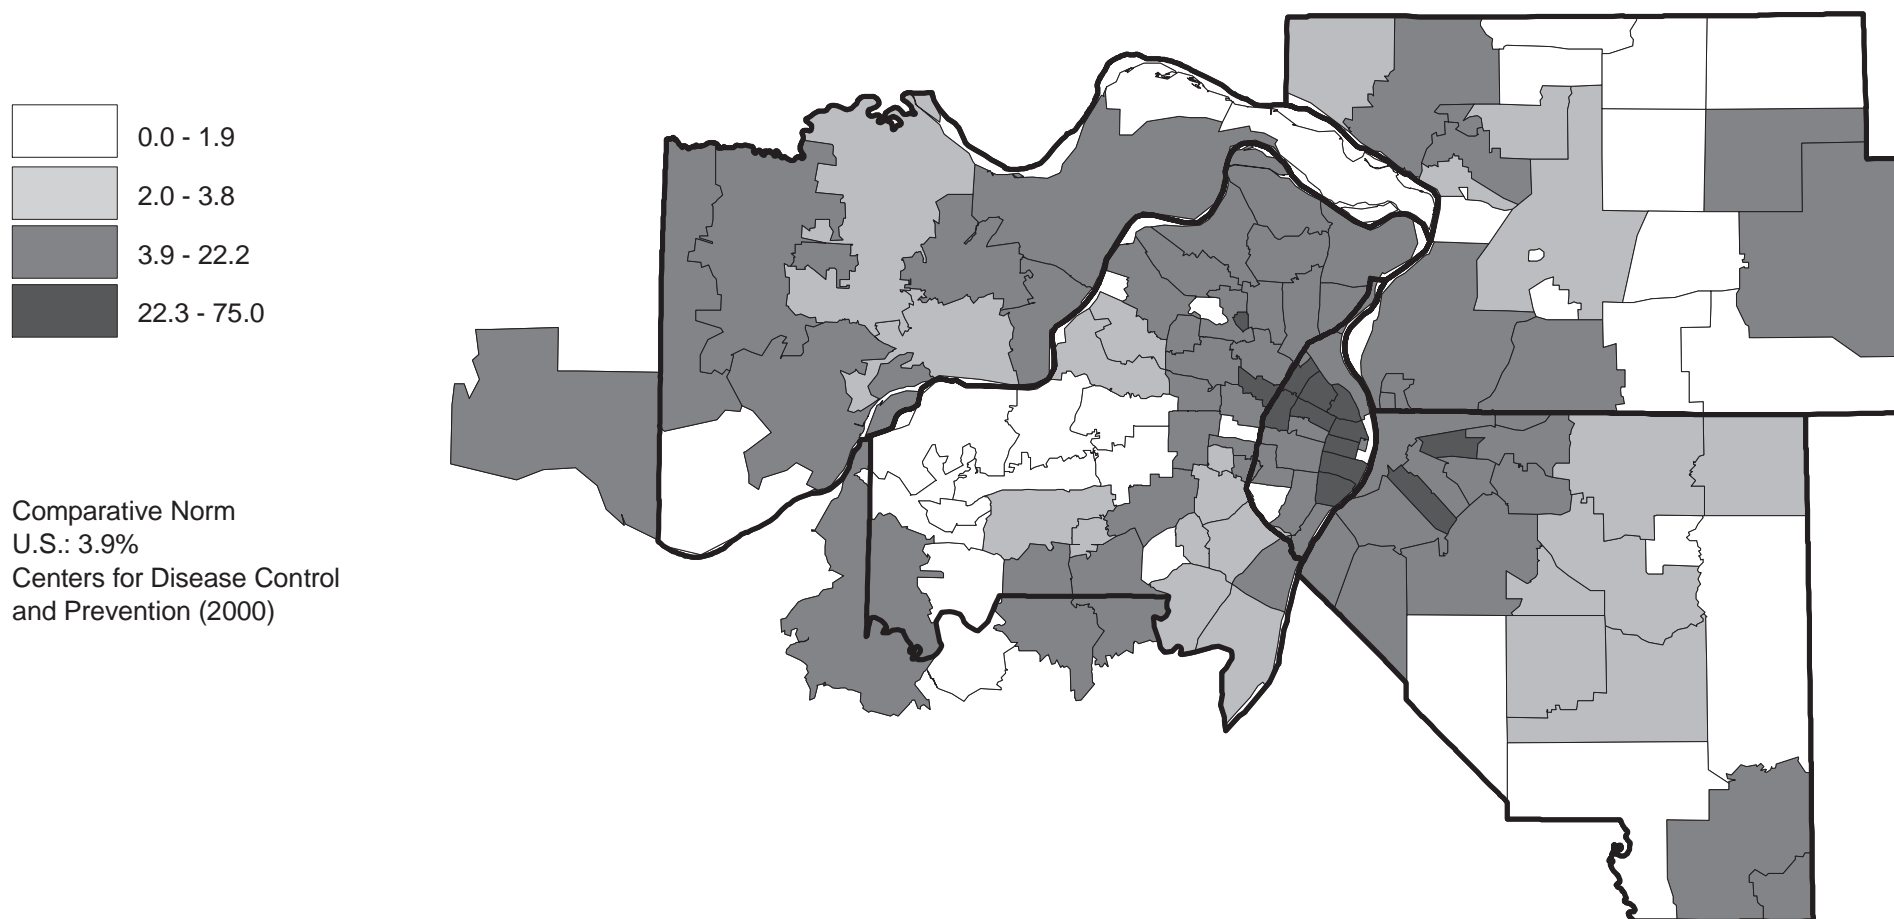 0.0 - 1.9
2.0 - 3.8
3.9 - 22.2
22.3 - 75.0
Comparative Norm
U.S.: 3.9%
Centers for Disease Control
and Prevention (2000)